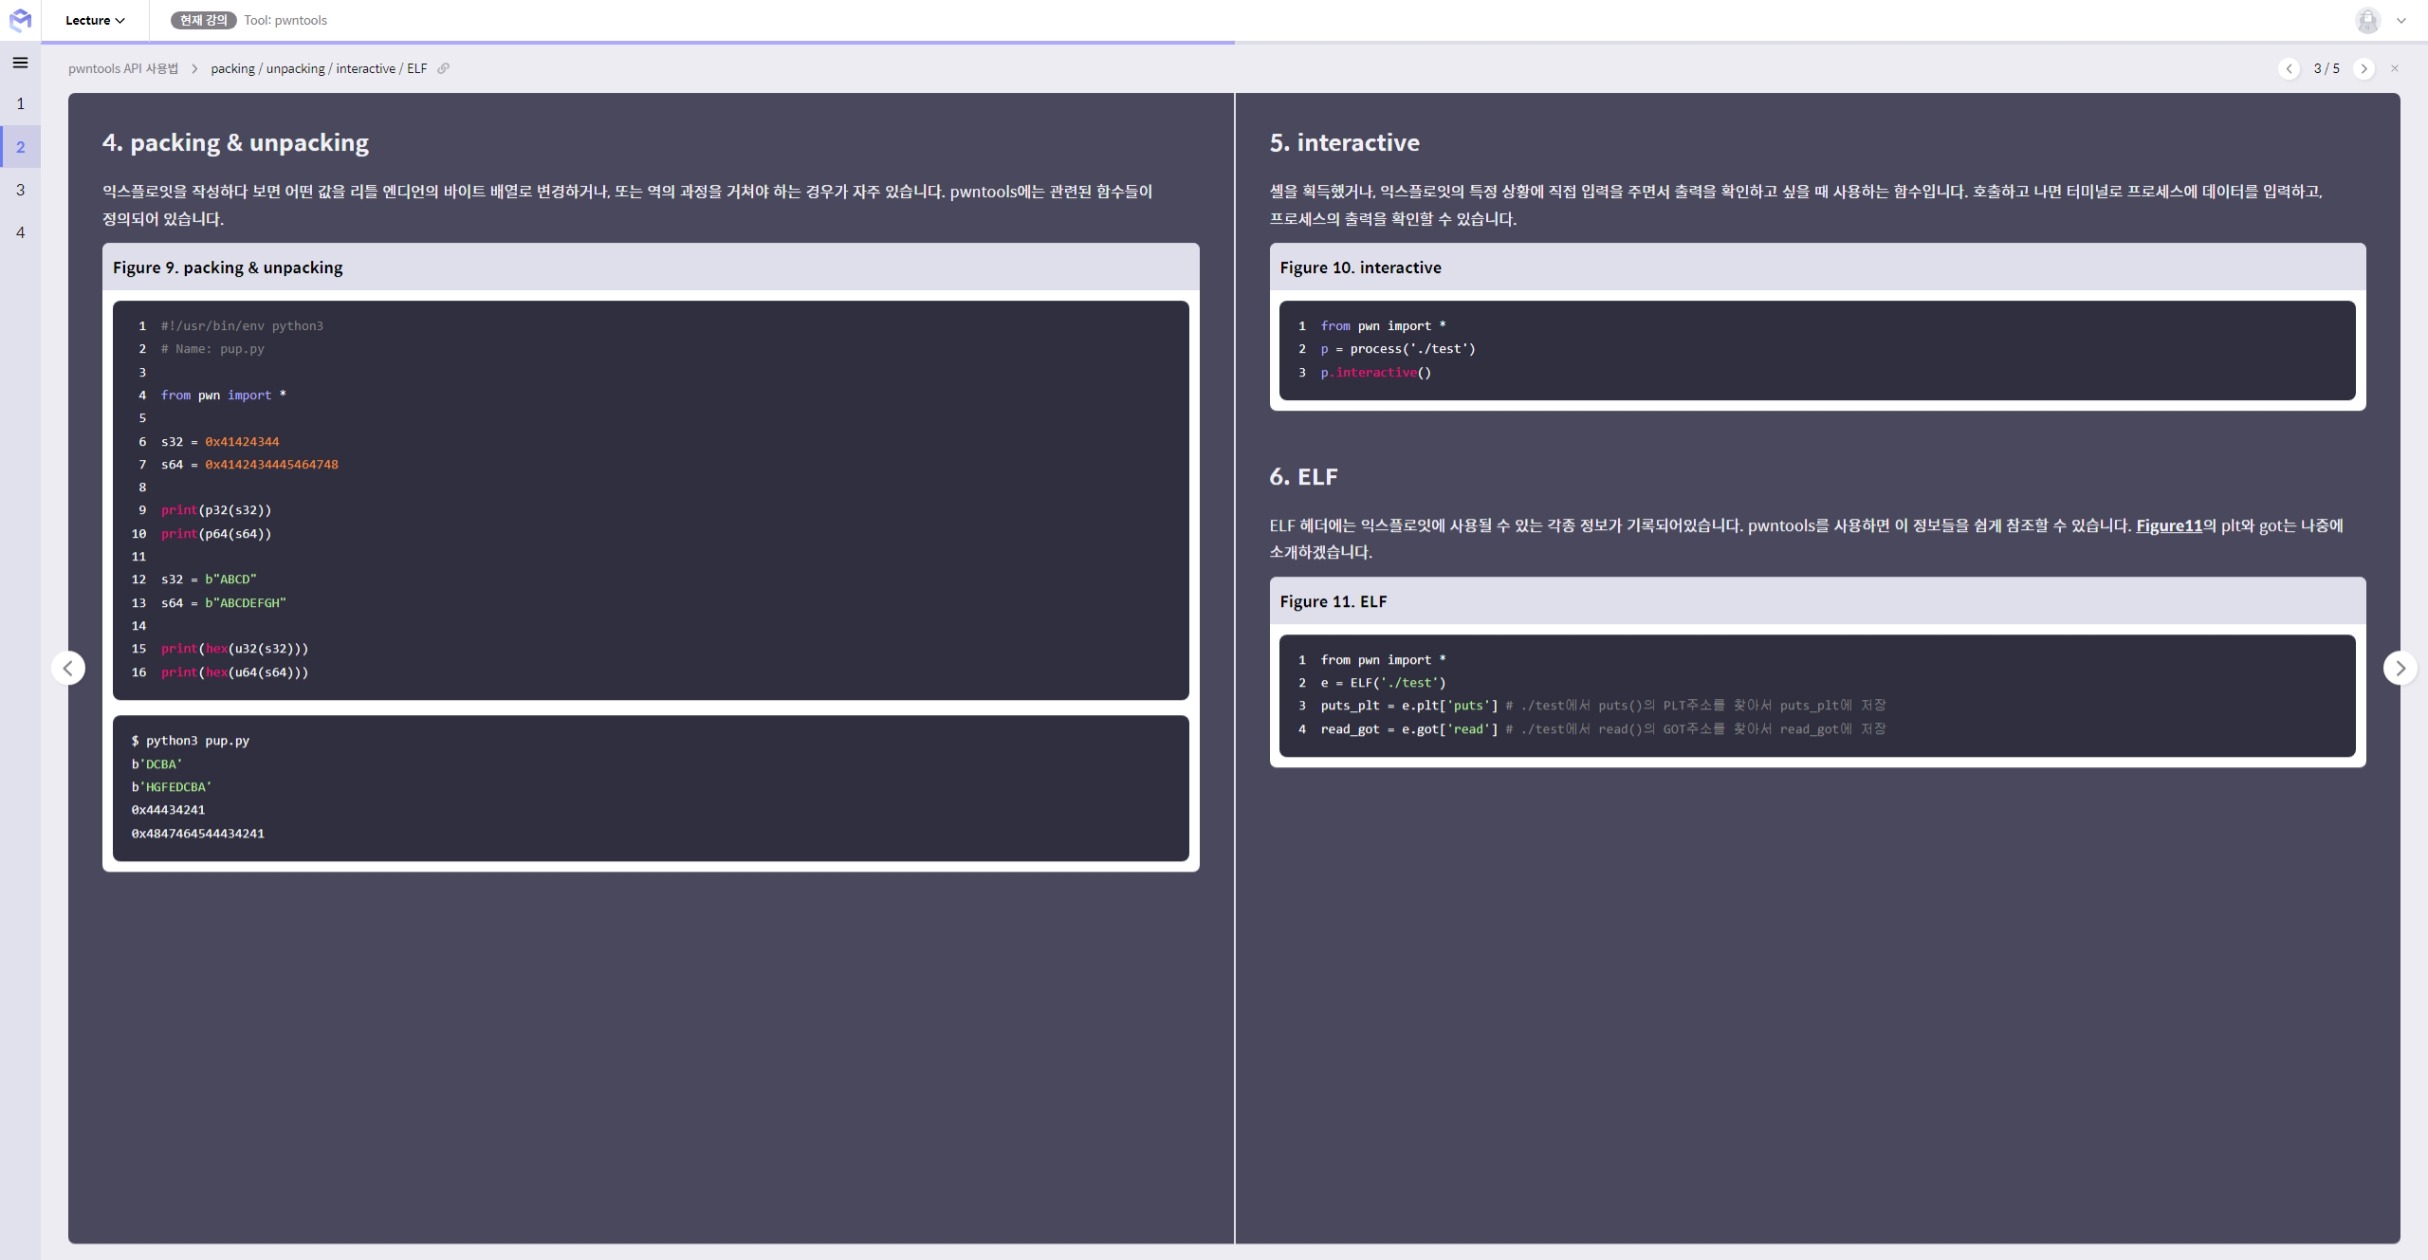 Lecture
현재 강의 Tool: pwntools
pwntools API 사용법 > packing / unpacking / interactive / ELF
3 / 5
1
2
3
4
4. packing & unpacking
익스플로잇을 작성하다 보면 어떤 값을 리틀 엔디언의 바이트 배열로 변경하거나, 또는 역의 과정을 거쳐야 하는 경우가 자주 있습니다. pwntools에는 관련된 함수들이
정의되어 있습니다.
Figure 9. packing & unpacking
1 #!/usr/bin/env python3
2 # Name: pup.py
3
4 from pwn import *
5
6 s32 = 0x41424344
7 s64 = 0x4142434445464748
8
9 print(p32(s32))
10 print(p64(s64))
11
12 s32 = b"ABCD"
13 s64 = b"ABCDEFGH"
14
15 print(hex(u32(s32)))
16 print(hex(u64(s64)))
$ python3 pup.py
b'DCBA'
b'HGFEDCBA'
0x44434241
0x4847464544434241
5. interactive
셸을 획득했거나, 익스플로잇의 특정 상황에 직접 입력을 주면서 출력을 확인하고 싶을 때 사용하는 함수입니다. 호출하고 나면 터미널로 프로세스에 데이터를 입력하고,
프로세스의 출력을 확인할 수 있습니다.
Figure 10. interactive
1 from pwn import *
2 p = process('./test')
3 p.interactive()
6. ELF
ELF 헤더에는 익스플로잇에 사용될 수 있는 각종 정보가 기록되어있습니다. pwntools를 사용하면 이 정보들을 쉽게 참조할 수 있습니다. Figure11의 plt와 got는 나중에
소개하겠습니다.
Figure 11. ELF
1 from pwn import *
2 e = ELF('./test')
3 puts_plt = e.plt['puts'] # ./test에서 puts()의 PLT주소를 찾아서 puts_plt에 저장
4 read_got = e.got['read'] # ./test에서 read()의 GOT주소를 찾아서 read_got에 저장